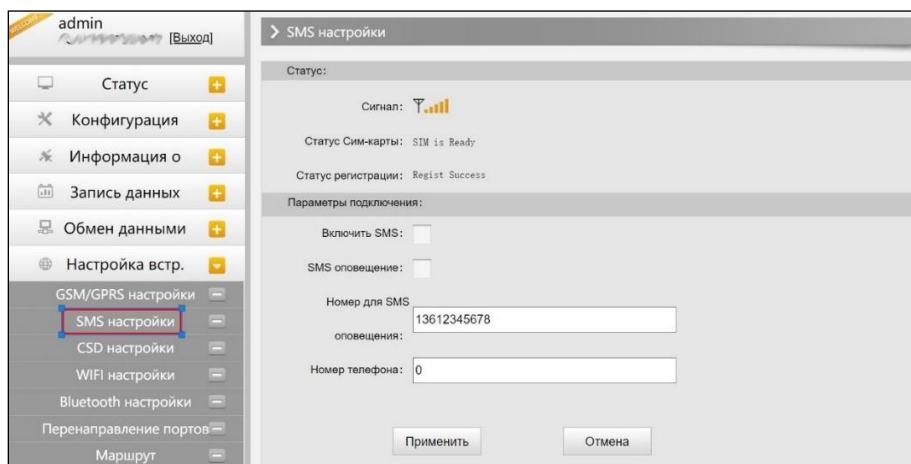 WELCOME
admin
[Выход]
Статус
Конфигурация
Информация о
Запись данных
Обмен данными
Настройка встр.
GSM/GPRS настройки
SMS настройки
CSD настройки
WIFI настройки
Bluetooth настройки
Перенаправление портов
Маршрут
SMS настройки
Статус:
Сигнал:
Статус Сим-карты: SIM is Ready
Статус регистрации: Regist Success
Параметры подключения:
Включить SMS:
SMS оповещение:
Номер для SMS
оповещения: 13612345678
Номер телефона: 0
Применить Отмена